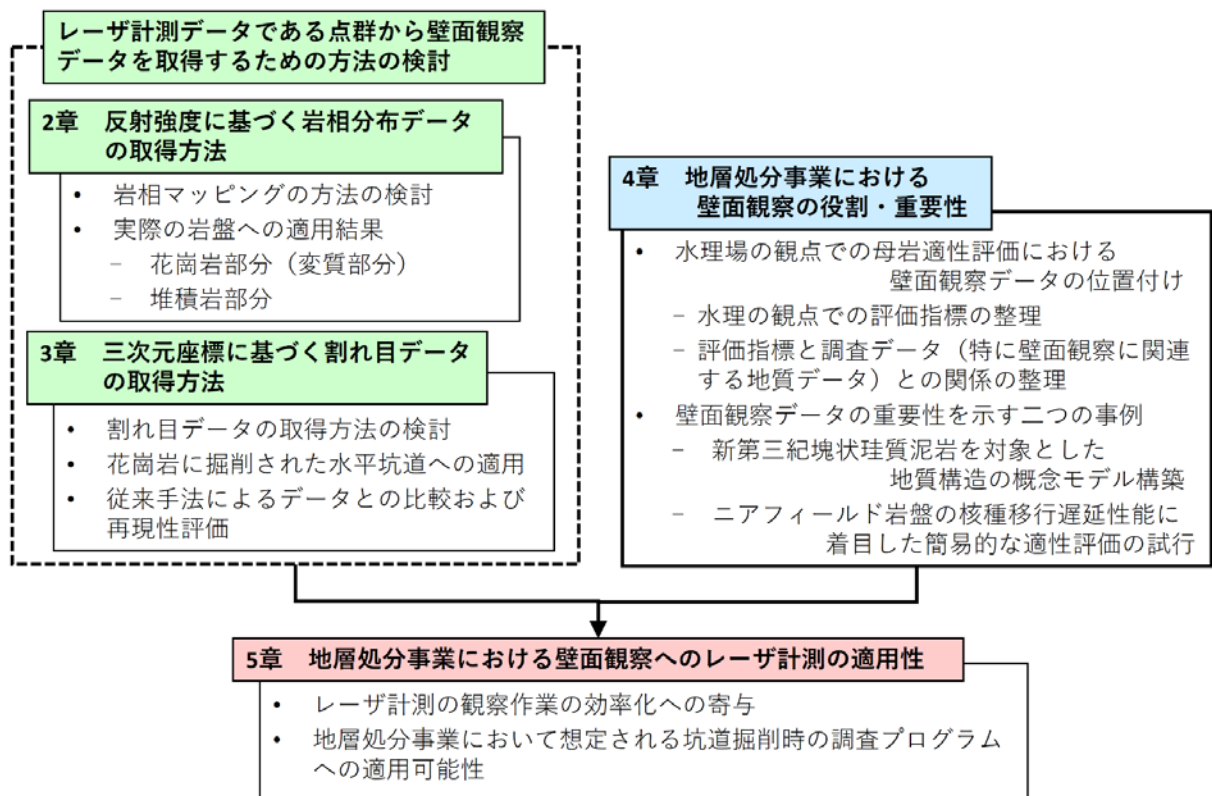 レーザ計測データである点群から壁面観察
データを取得するための方法の検討
2章 反射強度に基づく岩相分布データ
の取得方法
• 岩相マッピングの方法の検討
• 実際の岩盤への適用結果
− 花崗岩部分（変質部分）
− 堆積岩部分
3章 三次元座標に基づく割れ目データ
の取得方法
• 割れ目データの取得方法の検討
• 花崗岩に掘削された水平坑道への適用
• 従来手法によるデータとの比較および
再現性評価
4章 地層処分事業における
壁面観察の役割・重要性
• 水理場の観点での母岩適性評価における
壁面観察データの位置付け
− 水理の観点での評価指標の整理
− 評価指標と調査データ（特に壁面観察に関連
する地質データ）との関係の整理
• 壁面観察データの重要性を示す二つの事例
− 新第三紀塊状珪質泥岩を対象とした
地質構造の概念モデル構築
− ニアフィールド岩盤の核種移行遅延性能に
着目した簡易的な適性評価の試行
5章 地層処分事業における壁面観察へのレーザ計測の適用性
• レーザ計測の観察作業の効率化への寄与
• 地層処分事業において想定される坑道掘削時の調査プログラム
への適用可能性